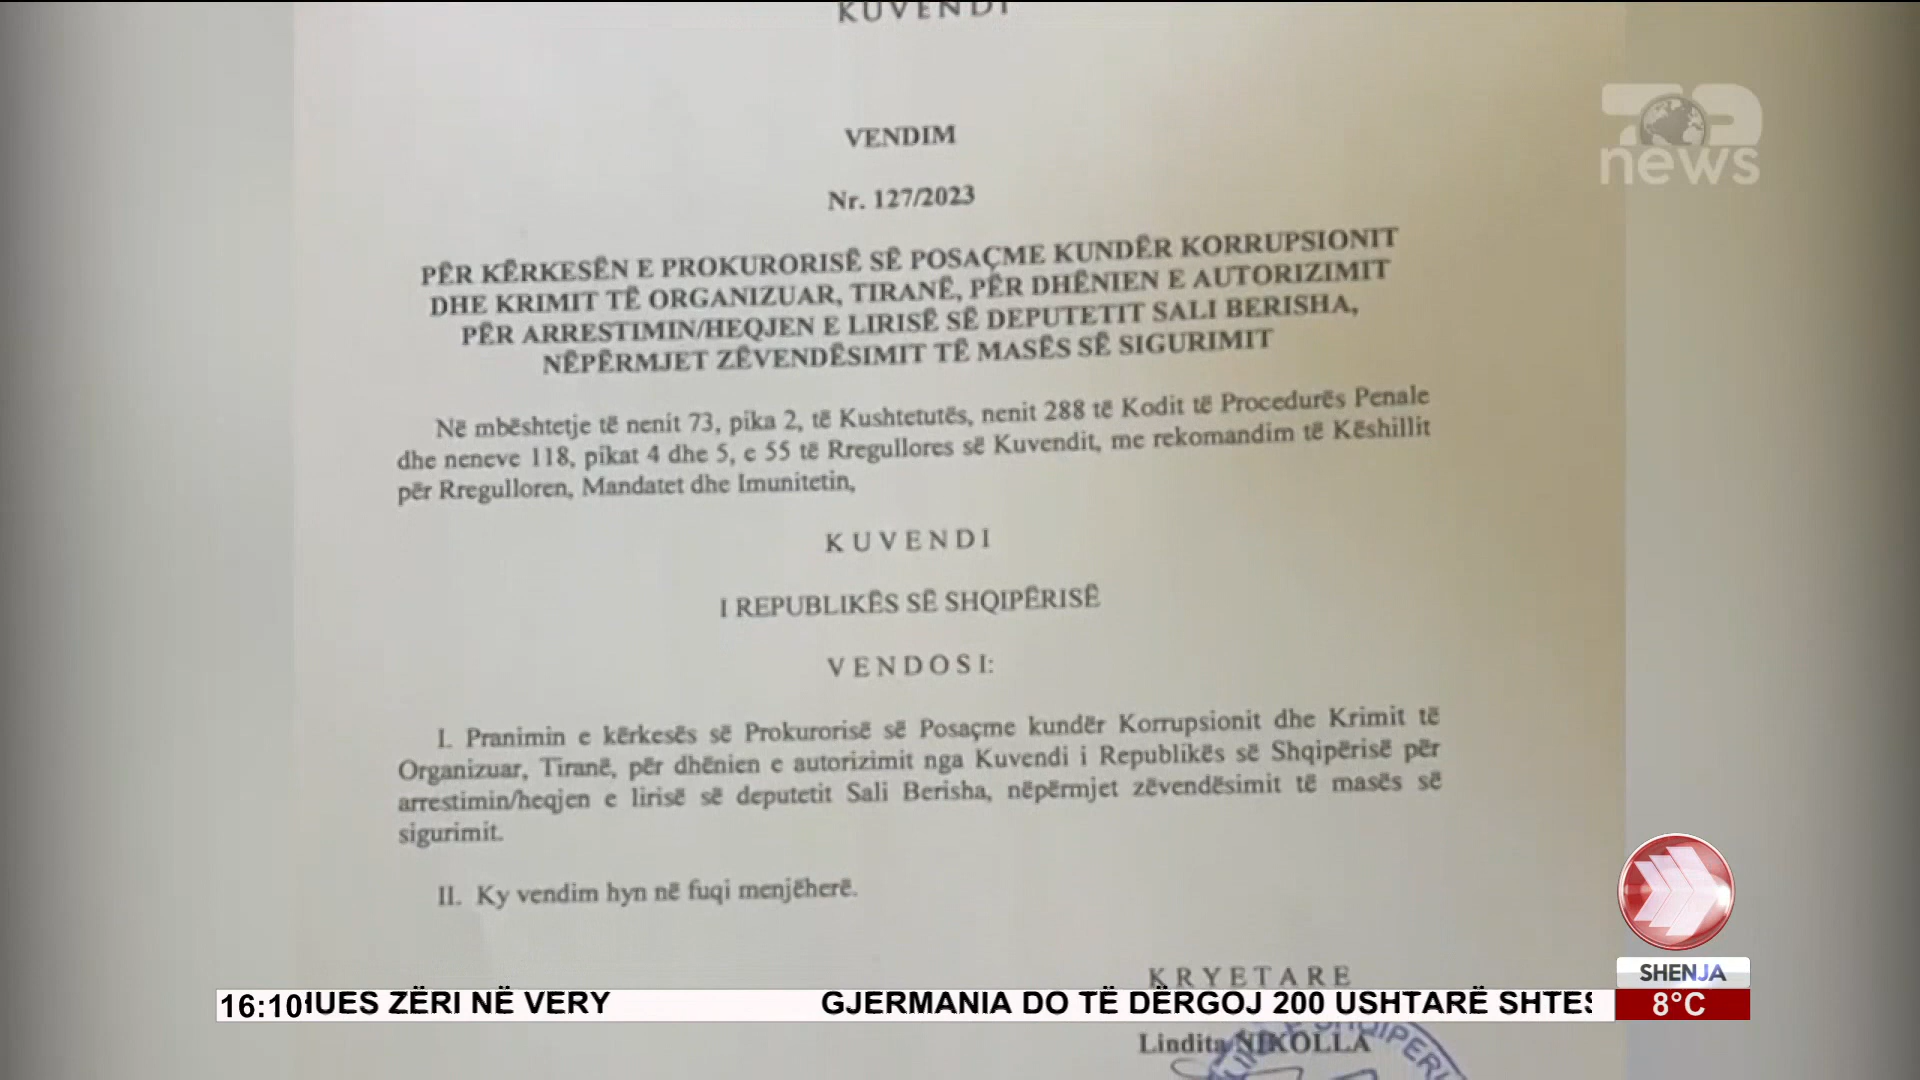 KUVENDI
VENDIM
Nr. 127/2023
PËR KËRKESËN E PROKURORISË SË POSAÇME KUNDËR KORRUPSIONIT
DHE KRIMIT TË ORGANIZUAR, TIRANË, PËR DHËNIEN E AUTORIZIMIT
PËR ARRESTIMIN/HEQJEN E LIRISË SË DEPUTETIT SALI BERISHA,
NËPËRMJET ZËVENDËSIMIT TË MASËS SË SIGURIMIT
Në mbështetje të nenit 73, pika 2, të Kushtetutës, nenit 288 të Kodit të Procedurës Penale
dhe neneve 118, pikat 4 dhe 5, e 55 të Rregullores së Kuvendit, me rekomandim të Këshillit
për Rregulloren, Mandatet dhe Imunitetin,
KUVENDI
I REPUBLIKËS SË SHQIPËRISË
VENDOSI:
I. Pranimin e kërkesës së Prokurorisë së Posaçme kundër Korrupsionit dhe Krimit të
Organizuar, Tiranë, për dhënien e autorizimit nga Kuvendi i Republikës së Shqipërisë për
arrestimin/heqjen e lirisë së deputetit Sali Berisha, nëpërmjet zëvendësimit të masës së
sigurimit.
II. Ky vendim hyn në fuqi menjëherë.
KRYETARE
Lindita NIKOLLA
news
SHENJA
8°C
16:10 UES ZËRI NË VERY GJERMANIA DO TË DËRGOJ 200 USHTARË SHTES